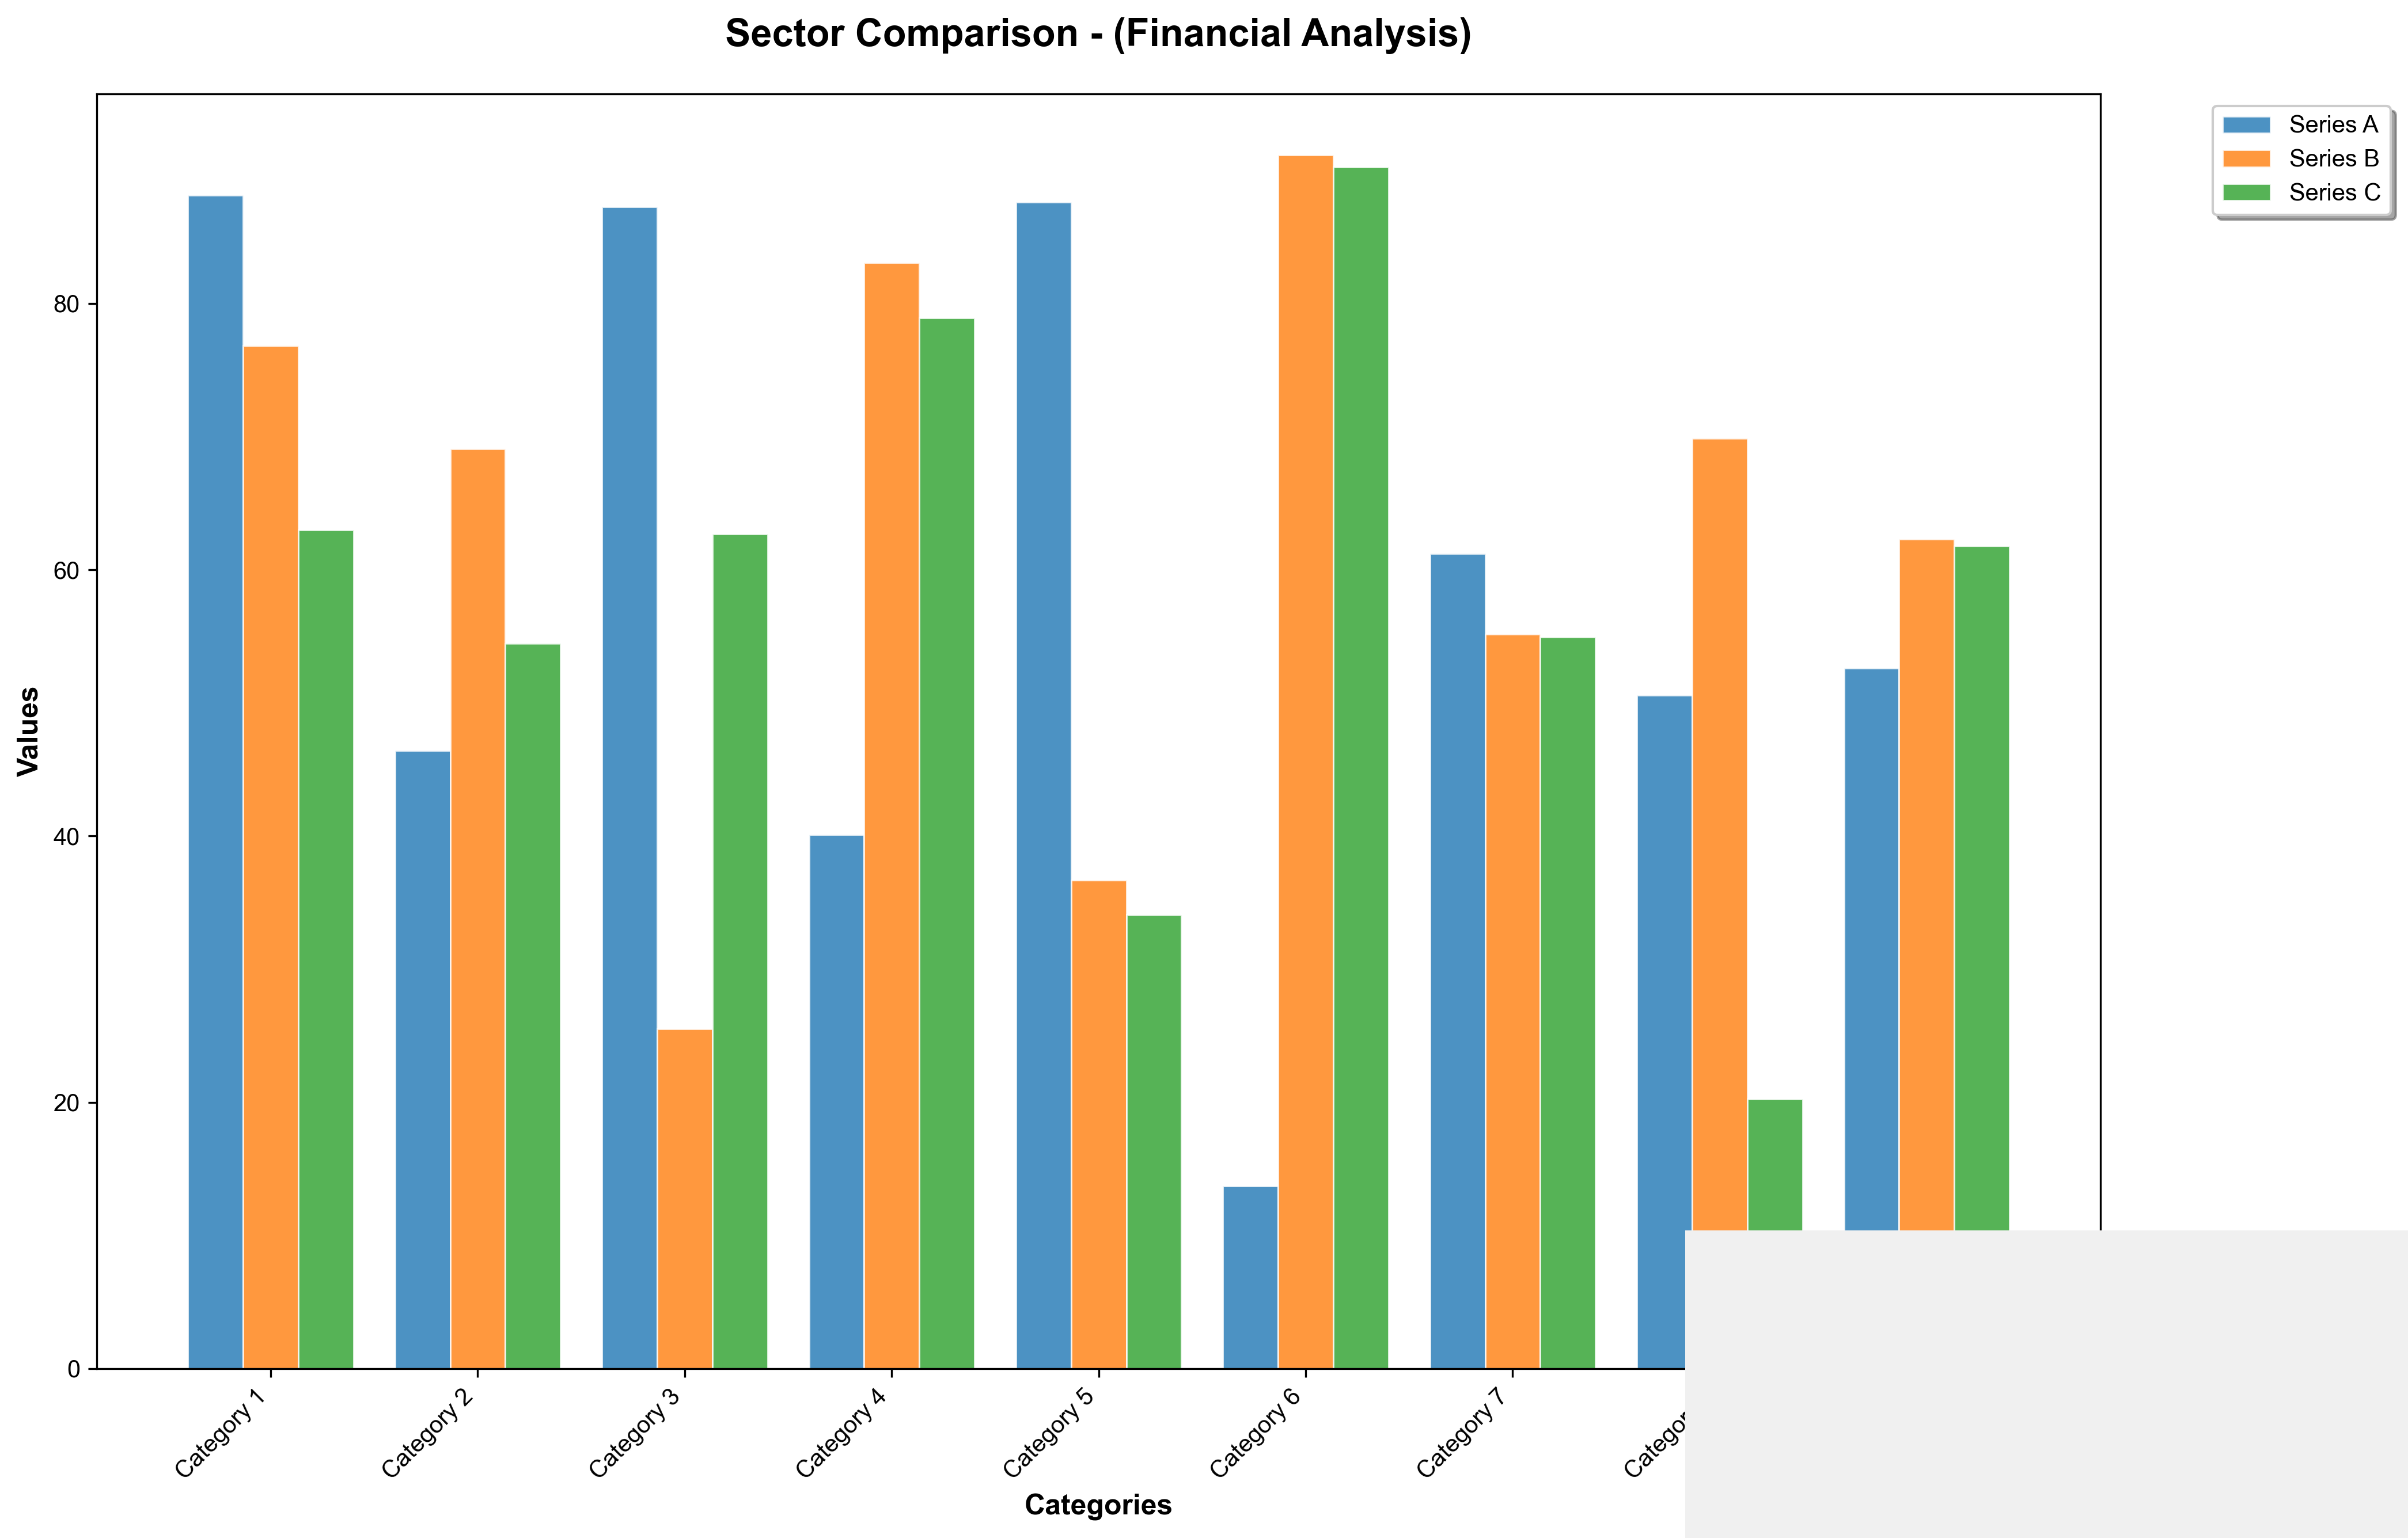 Sector Comparison - (Financial Analysis)
Series A
Series B
Series C
Values
80
60
40
20
0
Category 1
Category 2
Category 3
Category 4
Category 5
Category 6
Category 7
Categories